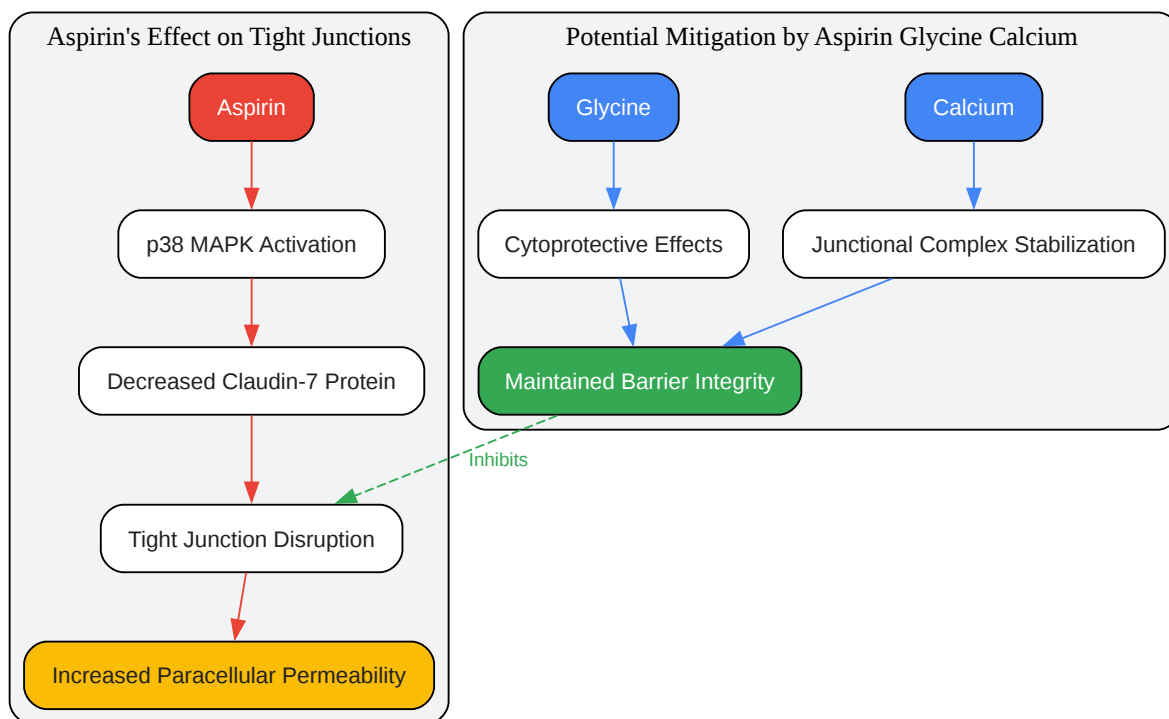 Aspirin's Effect on Tight Junctions
Aspirin
p38 MAPK Activation
Decreased Claudin-7 Protein
Tight Junction Disruption
Increased Paracellular Permeability
Potential Mitigation by Aspirin Glycine Calcium
Glycine
Calcium
Cytoprotective Effects
Junctional Complex Stabilization
Maintained Barrier Integrity
Inhibits